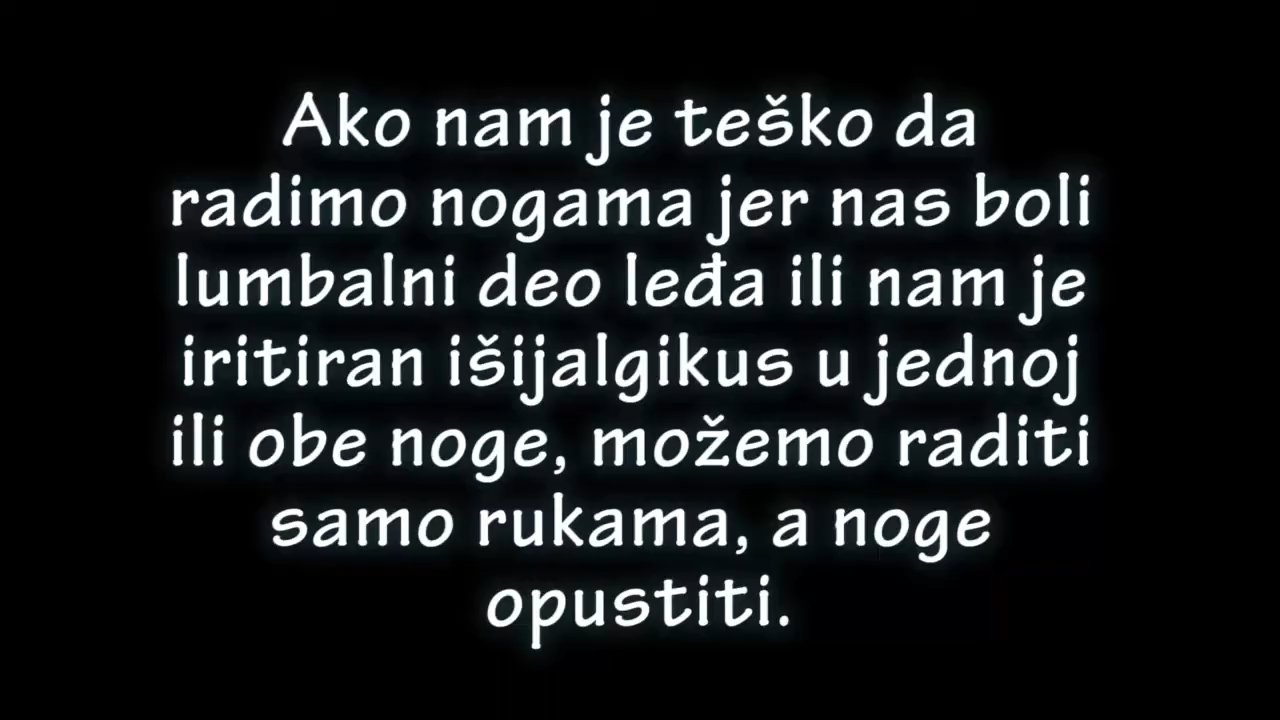 Ako nam je teško da
radimo nogama jer nas boli
lumbalni deo leđa ili nam je
iritiran išijalgikus u jednoj
ili obe noge, možemo raditi
samo rukama, a noge
opustiti.